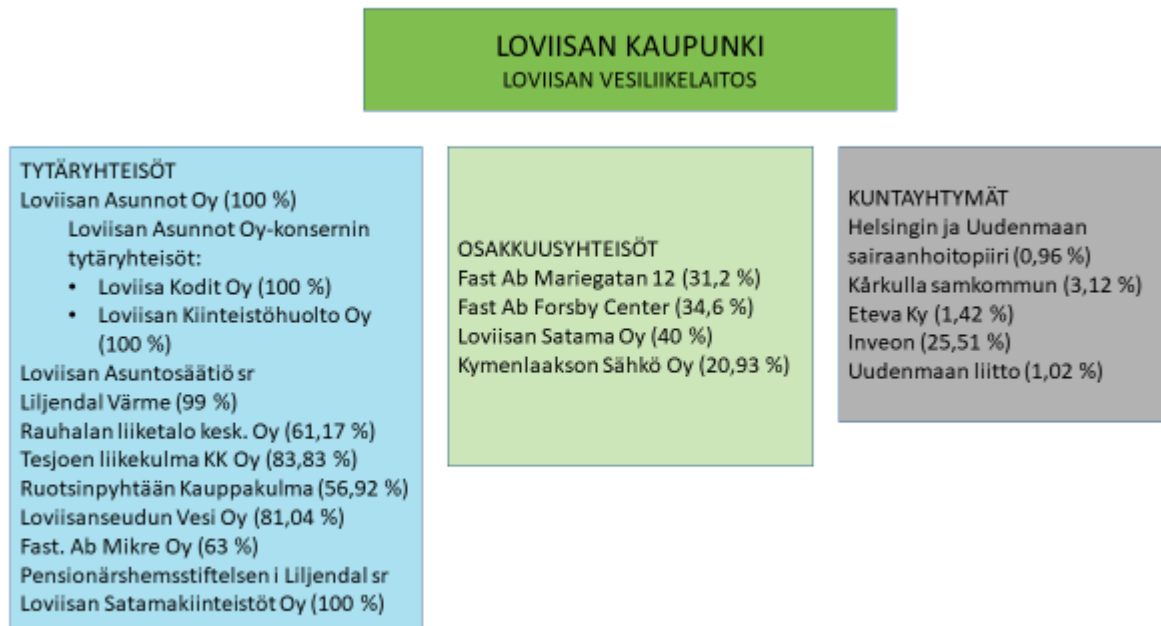 LOVIISAN KAUPUNKI
LOVIISAN VESILIIKELAITOS
TYTÄRYHTEISÖT
Loviisan Asunnot Oy (100 %)
Loviisan Asunnot Oy-konsernin
tytäryhteisöt:
• Loviisa Kodit Oy (100 %)
• Loviisan Kiinteistöhuolto Oy
(100 %)
Loviisan Asuntosäätiö sr
Liljendal Värme (99 %)
Rauhalan liiketalo kesk. Oy (61,17 %)
Tesjoen liikekulma KK Oy (83,83 %)
Ruotsinpyhtään Kauppakulma (56,92 %)
Loviisanseudun Vesi Oy (81,04 %)
Fast. Ab Mikre Oy (63 %)
Pensionärshemsstiftelsen i Liljendal sr
Loviisan Satamakiinteistöt Oy (100 %)
OSAKKUUSYHTEISÖT
Fast Ab Mariegatan 12 (31,2 %)
Fast Ab Forsby Center (34,6 %)
Loviisan Satama Oy (40 %)
Kymenlaakson Sähkö Oy (20,93 %)
KUNTAYHTYMÄT
Helsingin ja Uudenmaan
sairaanhoitopiiri (0,96 %)
Kårkulla samkommun (3,12 %)
Eteva Ky (1,42 %)
Inveon (25,51 %)
Uudenmaan liitto (1,02 %)